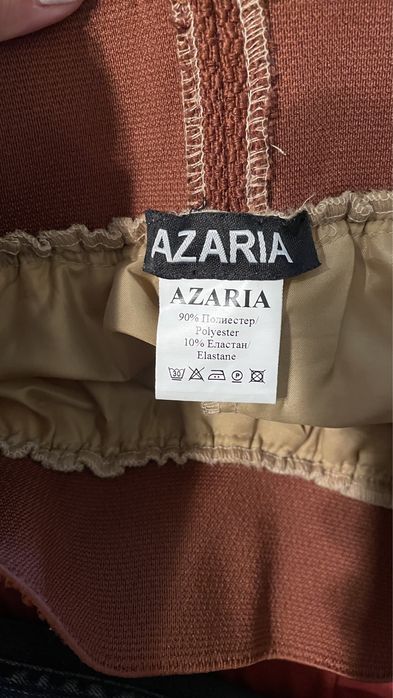 AZARIA
AZARIA
90% Полиестер/
Polyester
10% Еластан/
Elastane
30
P